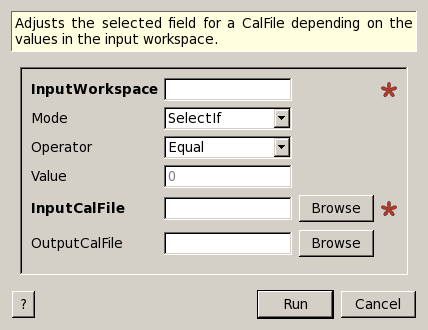 Adjusts the selected field for a CalFile depending on the
values in the input workspace.
InputWorkspace
Mode SelectIf
Operator Equal
Value 0
InputCalFile Browse
OutputCalFile Browse
? Run Cancel